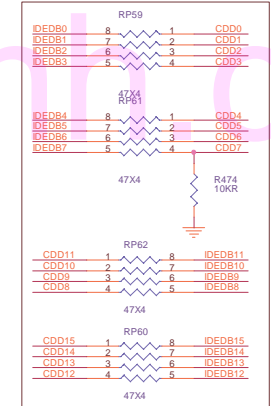 RP59
IDEDB0 8 1 CDD0
IDEDB1 7 2 CDD1
IDEDB2 6 3 CDD2
IDEDB3 5 4 CDD3
47X4
RP61
IDEDB4 8 1 CDD4
IDEDB5 7 2 CDD5
IDEDB6 6 3 CDD6
IDEDB7 5 4 CDD7
47X4
R474
10KR
RP62
CDD11 1 8 IDEDB11
CDD10 2 7 IDEDB10
CDD9 3 6 IDEDB9
CDD8 4 5 IDEDB8
47X4
RP60
CDD15 1 8 IDEDB15
CDD14 2 7 IDEDB14
CDD13 3 6 IDEDB13
CDD12 4 5 IDEDB12
47X4